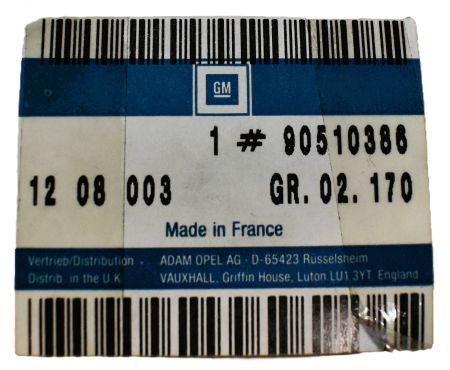 GM
1 # 90510386
12 08 003 GR. 02. 170
Made in France
Vertrieb/Distribution · ADAM OPEL AG · D-65423 Rüsselsheim
Distrib. in the U.K. VAUXHALL, Griffin House, Luton LU1 3YT, England